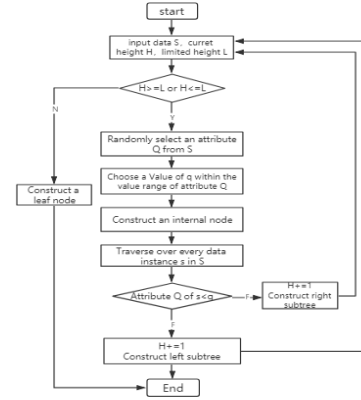 start
input data S, curret
height H, limited height L
H>=L or H<=L
N
Y
Randomly select an attribute
Q from S
Choose a Value of q within the
value range of attribute Q
Construct a
leaf node
Construct an internal node
Traverse over every data
instance s in S
Attribute Q of s<q
F
H+=1
Construct right
subtree
F
H+=1
Construct left subtree
End